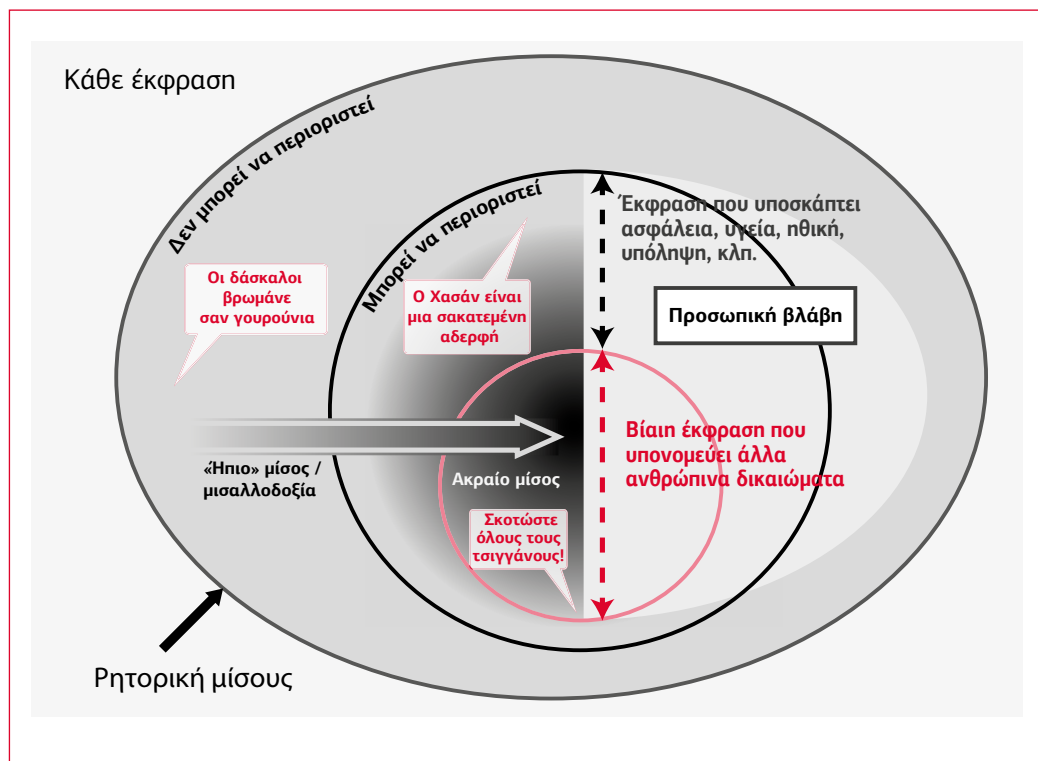 Κάθε έκφραση
Δεν μπορεί να περιοριστεί
Μπορεί να περιοριστεί
Έκφραση που υποσκάπτει
ασφάλεια, υγεία, ηθική,
υπόληψη, κλπ.
Οι δάσκαλοι
βρωμάνε
σαν γουρούνια
Ο Χασάν είναι
μια σακατεμένη
αδερφή
Προσωπική βλάβη
Βίαιη έκφραση που
υπονομεύει άλλα
ανθρώπινα δικαιώματα
«Ήπιο» μίσος /
μισαλλοδοξία
Ακραίο μίσος
Σκοτώστε
όλους τους
τσιγγάνους!
Ρητορική μίσους